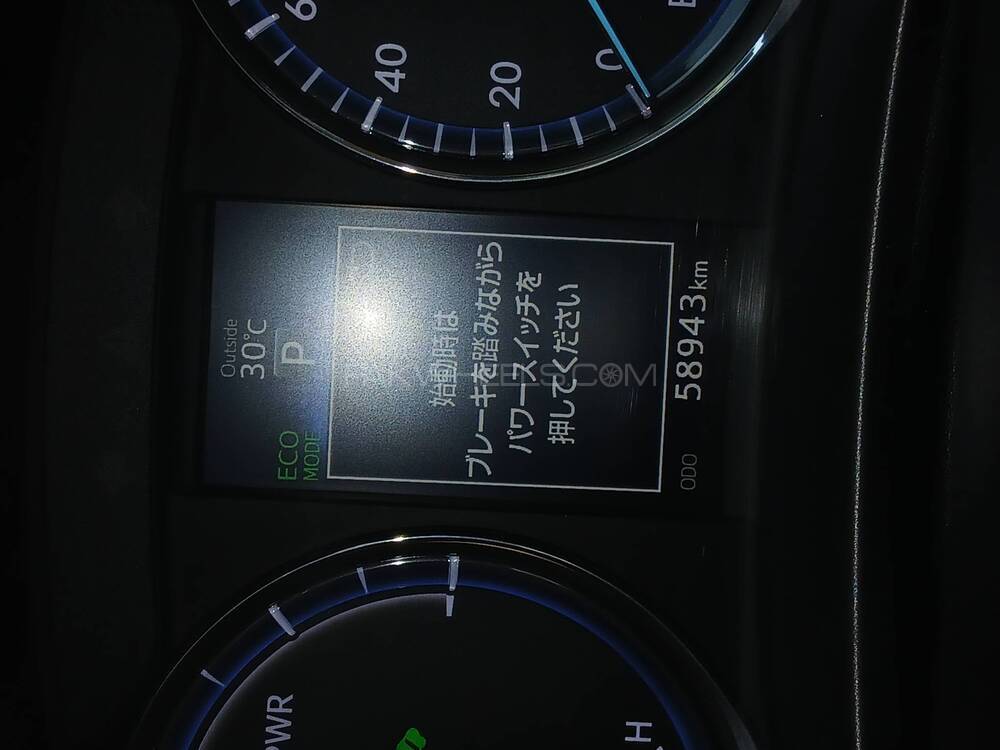 Outside
30°C
ECO
MODE
P
始動時は
ブレーキを踏みながら
パワースイッチを
押してください
ODO
58943km
PWR
H
0
20
40
6
E